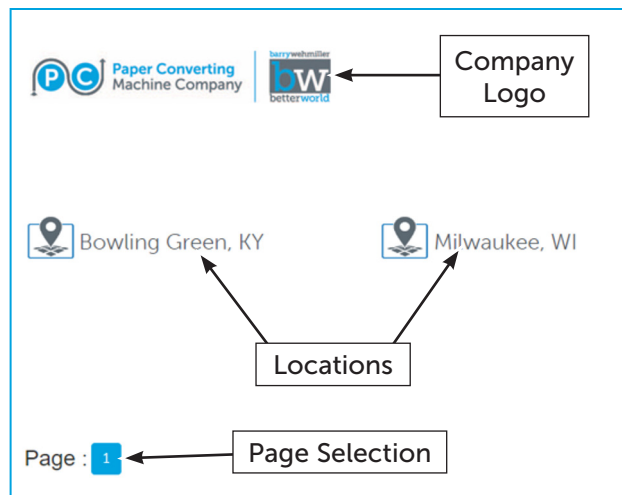 barrywehmiller
PC Paper Converting
Machine Company
bw
betterworld
Company
Logo
Bowling Green, KY
Milwaukee, WI
Locations
Page : 1
Page Selection